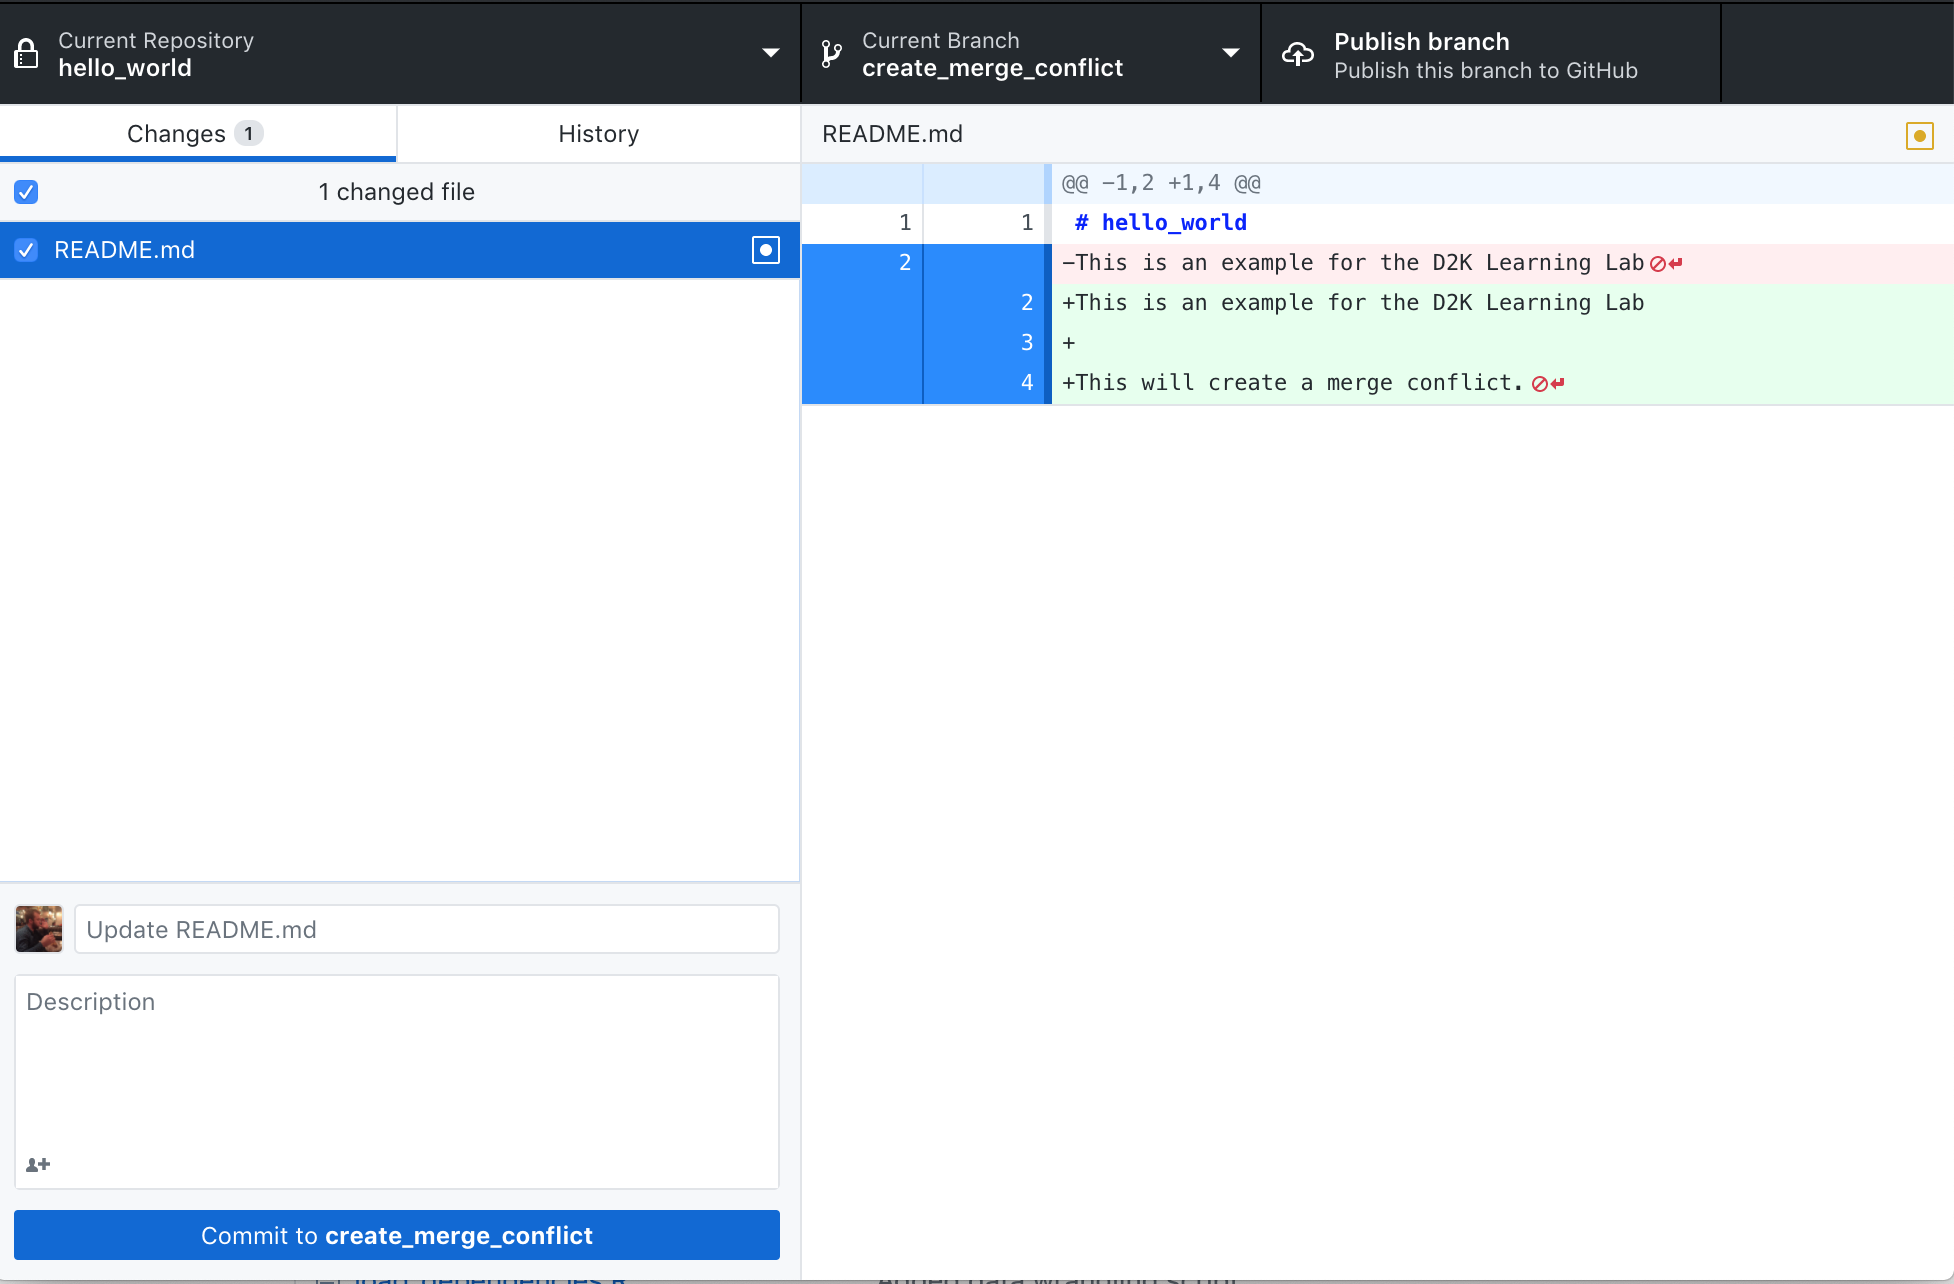 Current Repository
hello_world
Current Branch
create_merge_conflict
Publish branch
Publish this branch to GitHub
Changes 1
History
README.md
1 changed file
README.md
@@ -1,2 +1,4 @@
1 1 # hello_world
2 -This is an example for the D2K Learning Lab
2 +This is an example for the D2K Learning Lab
3 +
4 +This will create a merge conflict.
Update README.md
Description
Commit to create_merge_conflict